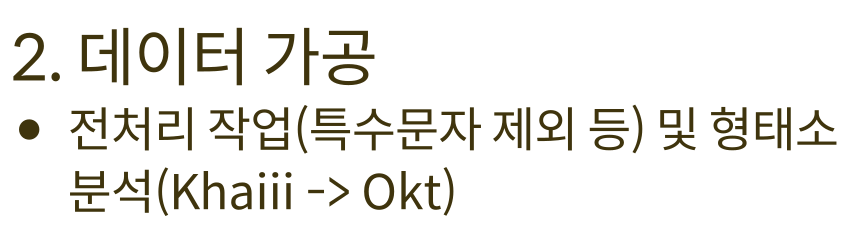 2. 데이터 가공
● 전처리 작업(특수문자 제외 등) 및 형태소
분석(Khaiii -> Okt)